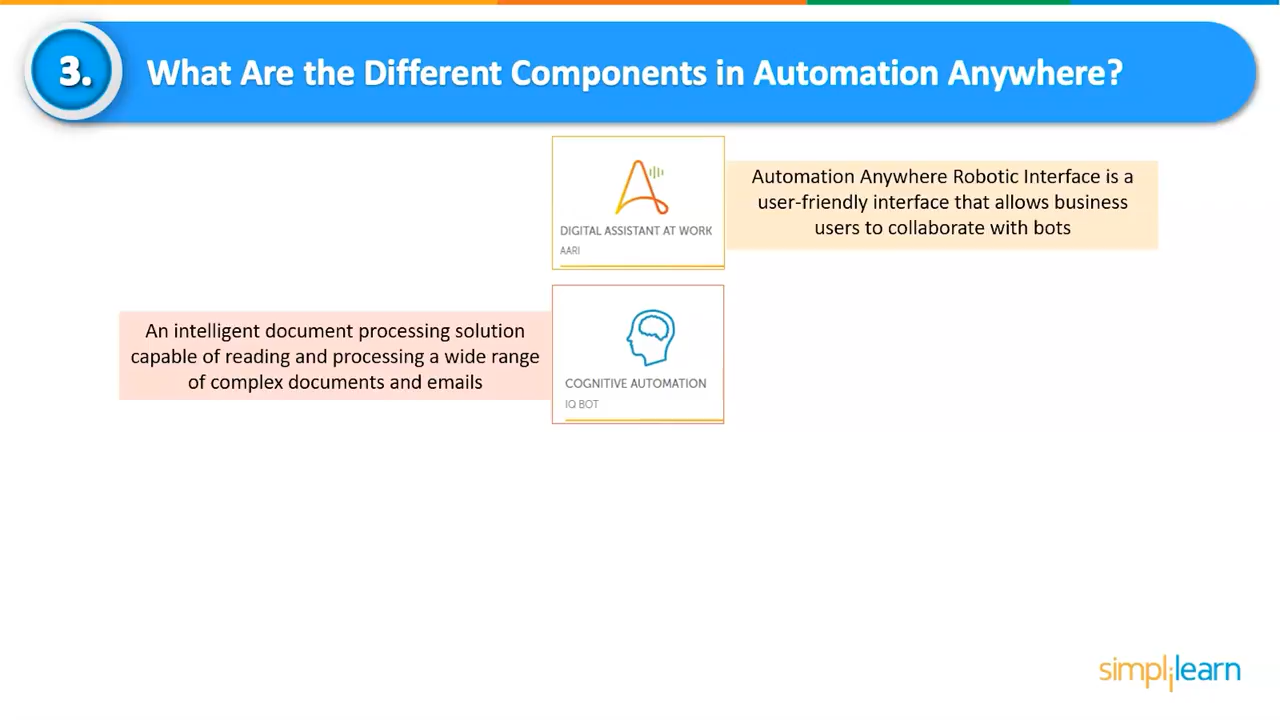 3.
What Are the Different Components in Automation Anywhere?
DIGITAL ASSISTANT AT WORK
AARI
Automation Anywhere Robotic Interface is a
user-friendly interface that allows business
users to collaborate with bots
An intelligent document processing solution
capable of reading and processing a wide range
of complex documents and emails
COGNITIVE AUTOMATION
IQ BOT
simplilearn